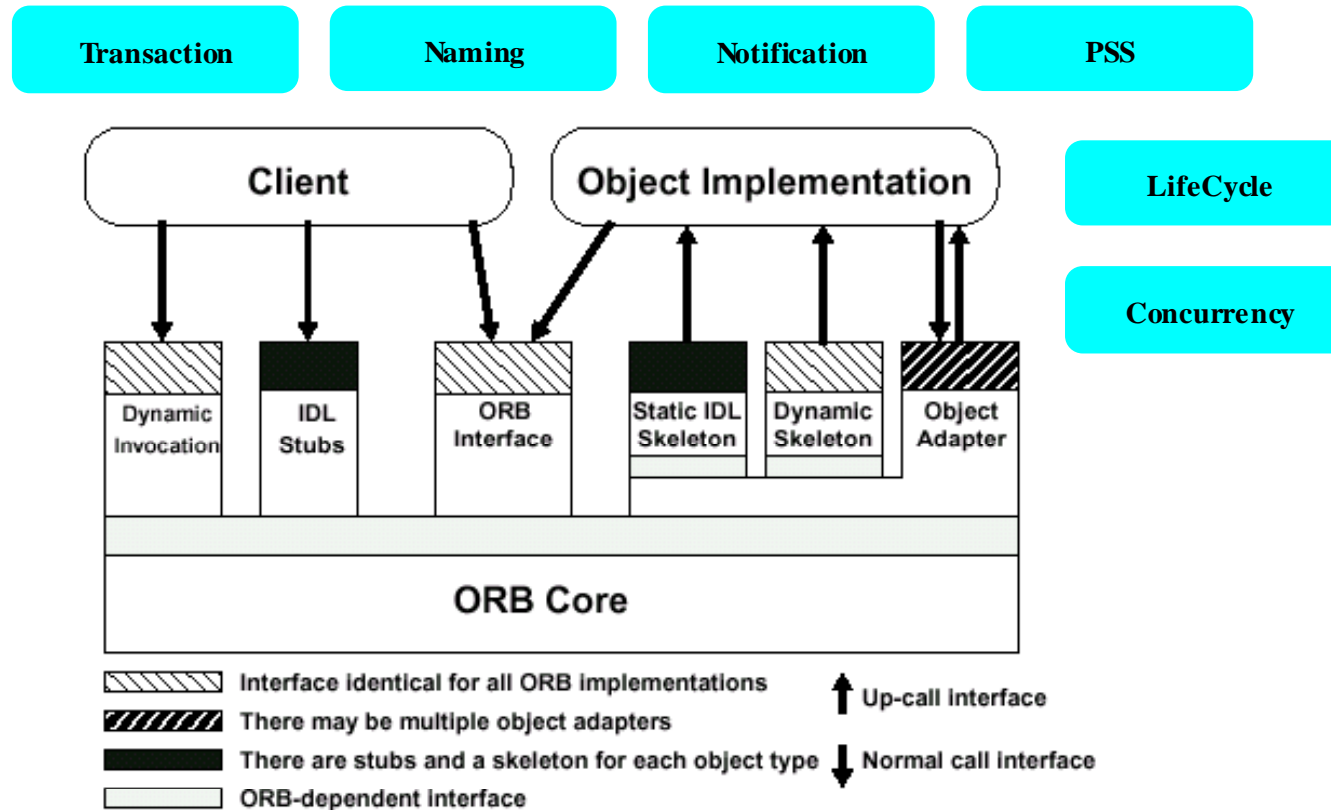 Transaction
Naming
Notification
PSS
Client
Object Implementation
LifeCycle
Concurrency
Dynamic
Invocation
IDL
Stubs
ORB
Interface
Static IDL
Skeleton
Dynamic
Skeleton
Object
Adapter
ORB Core
Interface identical for all ORB implementations
There may be multiple object adapters
There are stubs and a skeleton for each object type
ORB-dependent interface
Up-call interface
Normal call interface